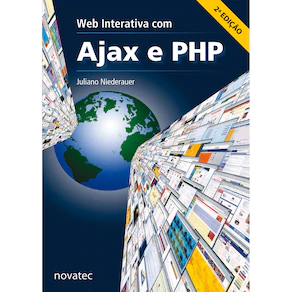 Web Interativa com
Ajax e PHP
2ª EDIÇÃO
Juliano Niederauer
novatec